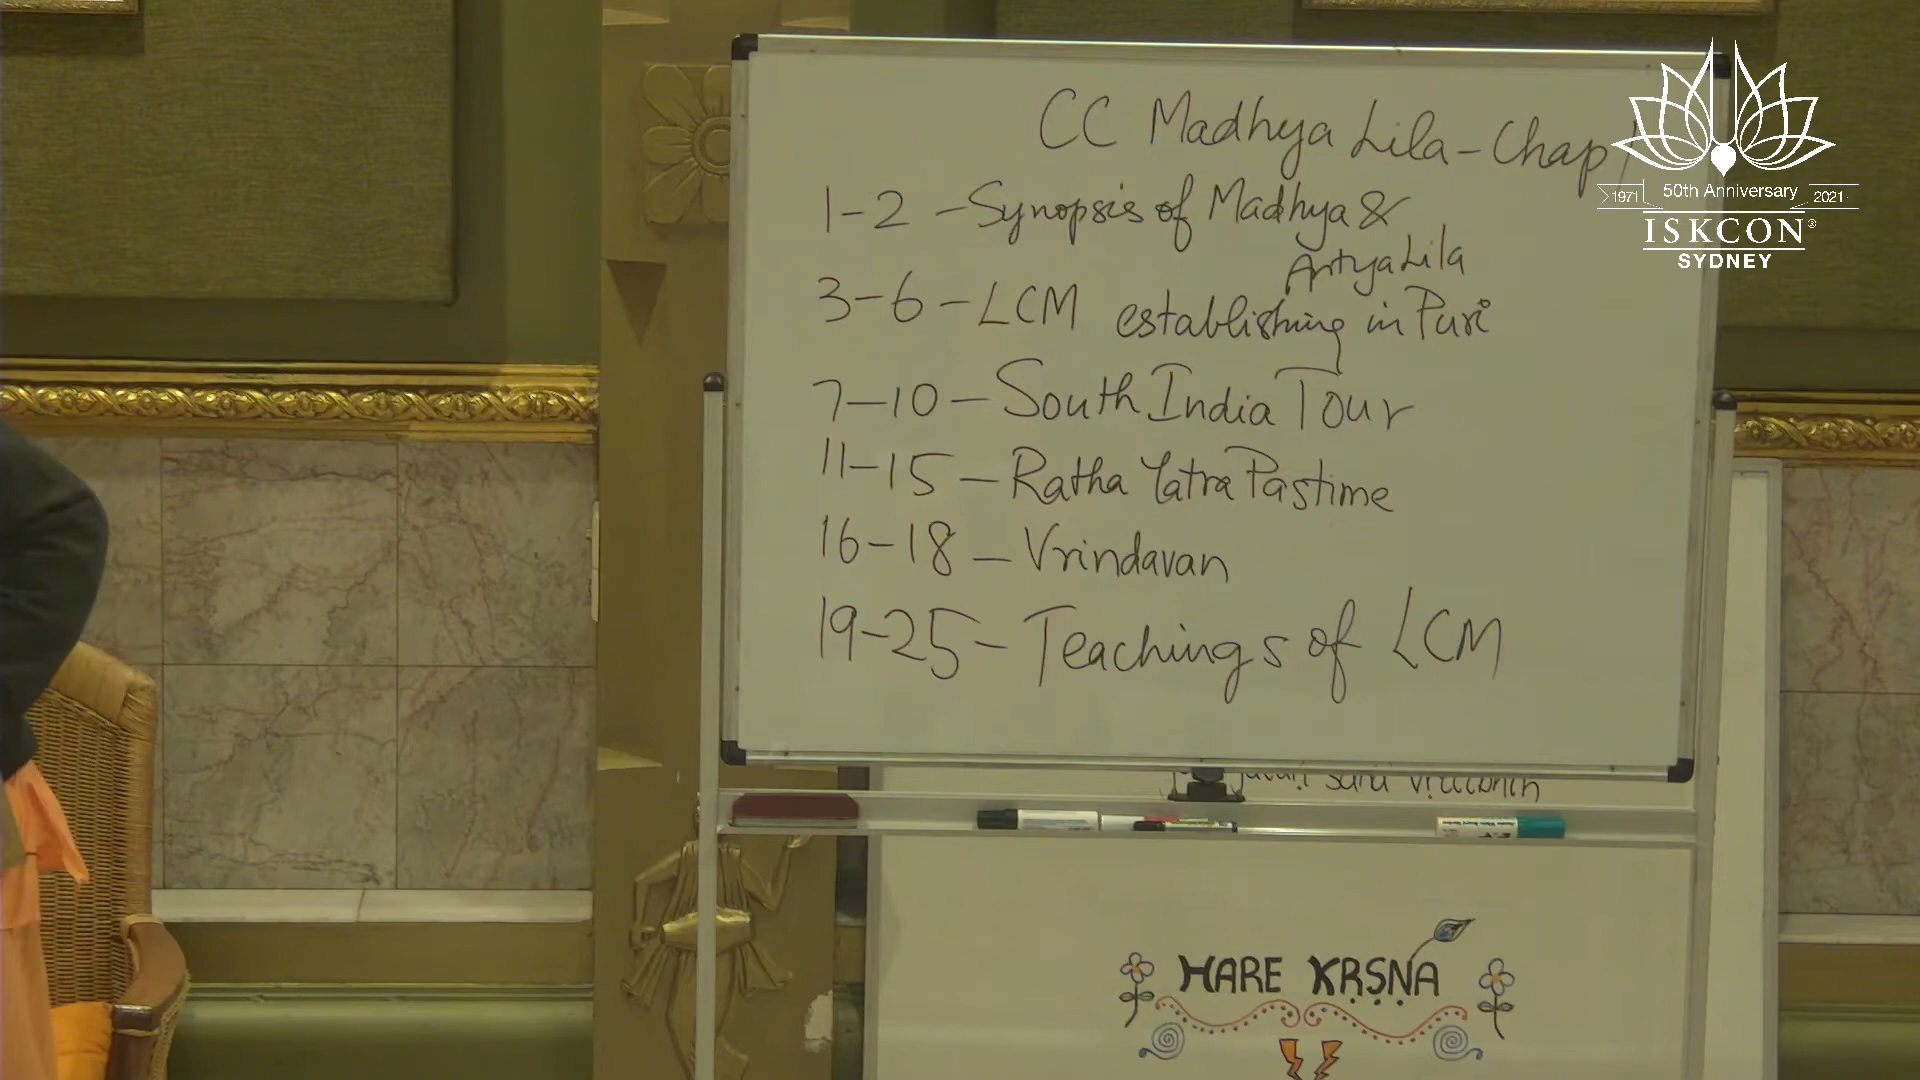 CC Madhya Lila - Chap 1
1-2 - Synopsis of Madhya &
Antya Lila
3-6 - LCM establishing in Puri
7-10 - South India Tour
11-15 - Ratha Yatra Pastime
16-18 - Vrindavan
19-25 - Teachings of LCM
HARE KRSNA
1971 50th Anniversary 2021
ISKCON®
SYDNEY